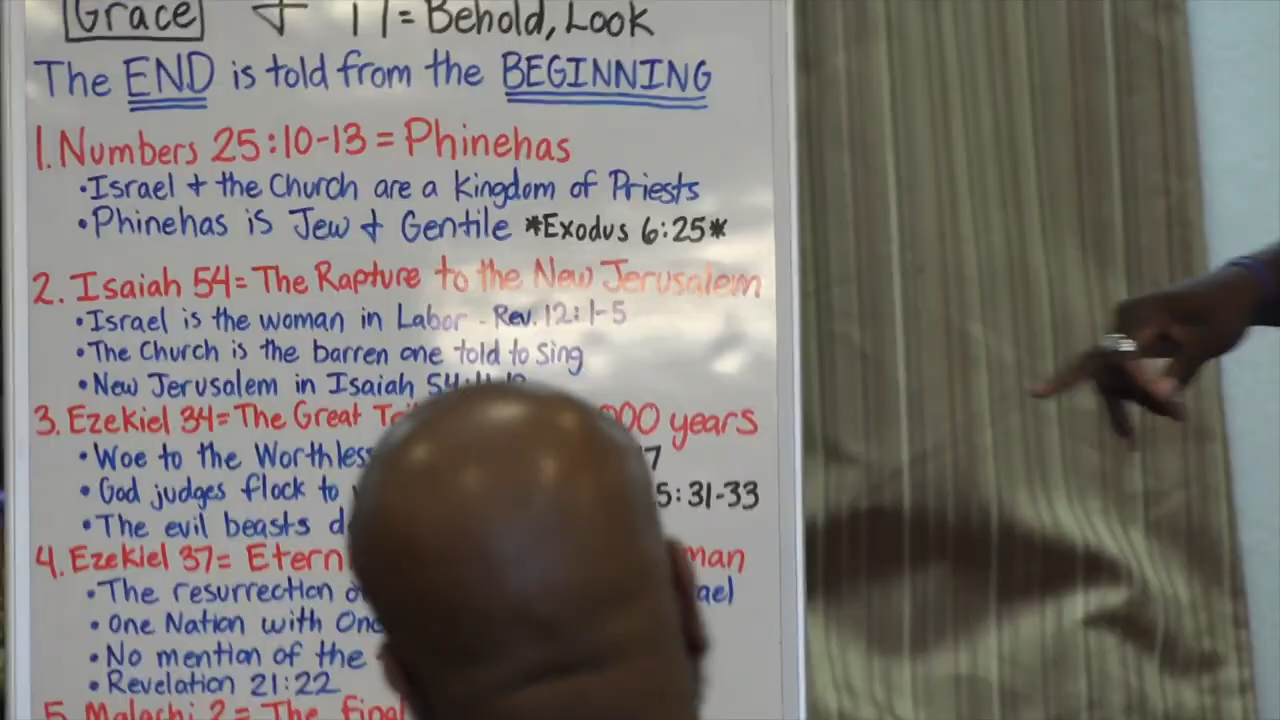 Grace + = Behold, Look
The END is told from the BEGINNING
1. Numbers 25:10-13 = Phinehas
•Israel + the Church are a Kingdom of Priests
•Phinehas is Jew + Gentile *Exodus 6:25*
2. Isaiah 54= The Rapture to the New Jerusalem
•Israel is the woman in Labor - Rev. 12:1-5
•The Church is the barren one told to Sing
•New Jerusalem in Isaiah
3. Ezekiel 34= The Great 000 years
•Woe to the Worthless 7
•God judges flock to 5:31-33
•The evil beasts
4. Ezekiel 37= man
•The resurrection
•One Nation with
•No mention of the
•Revelation 21:22
5. Malachi 2= The final